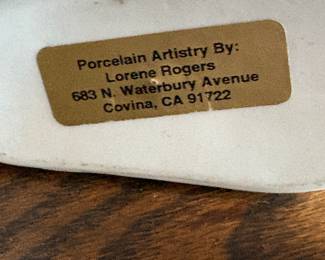 Porcelain Artistry By:
Lorene Rogers
683 N. Waterbury Avenue
Covina, CA 91722